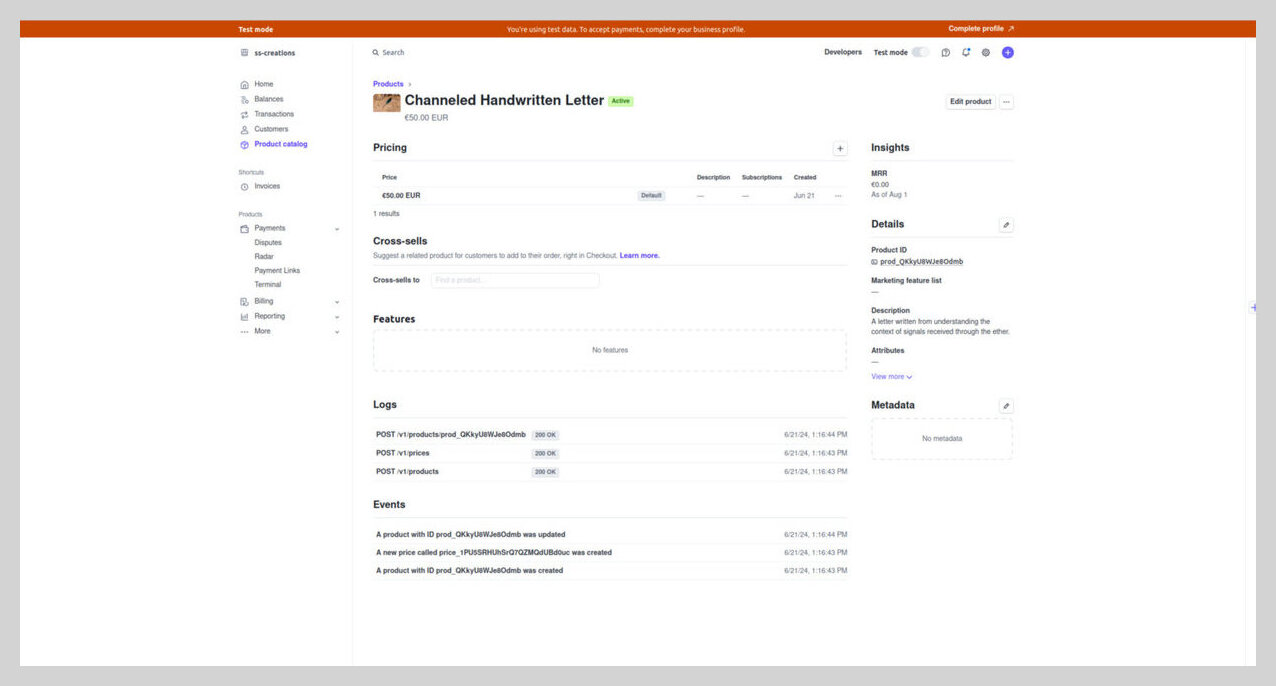 Test mode
You're using test data. To accept payments, complete your business profile.
Complete profile
ss-creations
Search
Developers
Test mode
Home
Balances
Transactions
Customers
Product catalog
Shortcuts
Invoices
Products
Payments
Disputes
Radar
Payment Links
Terminal
Billing
Reporting
More
Products
Channeled Handwritten Letter
Active
€50.00 EUR
Edit product
Pricing
Price Description Subscriptions Created
€50.00 EUR Default — — Jun 21
1 results
Cross-sells
Suggest a related product for customers to add to their order, right in Checkout. Learn more.
Cross-sells to
Find a product...
Features
No features
Logs
POST /v1/products/prod_QKkyU8WJe8Odmb 200 OK 6/21/24, 1:16:44 PM
POST /v1/prices 200 OK 6/21/24, 1:16:43 PM
POST /v1/products 200 OK 6/21/24, 1:16:43 PM
Events
A product with ID prod_QKkyU8WJe8Odmb was updated 6/21/24, 1:16:44 PM
A new price called price_1PU5SRHUhSrQ7QZMQdUBd0uc was created 6/21/24, 1:16:43 PM
A product with ID prod_QKkyU8WJe8Odmb was created 6/21/24, 1:16:43 PM
Insights
MRR
€0.00
As of Aug 1
Details
Product ID
prod_QKkyU8WJe8Odmb
Marketing feature list
—
Description
A letter written from understanding the
context of signals received through the ether.
Attributes
—
View more
Metadata
No metadata